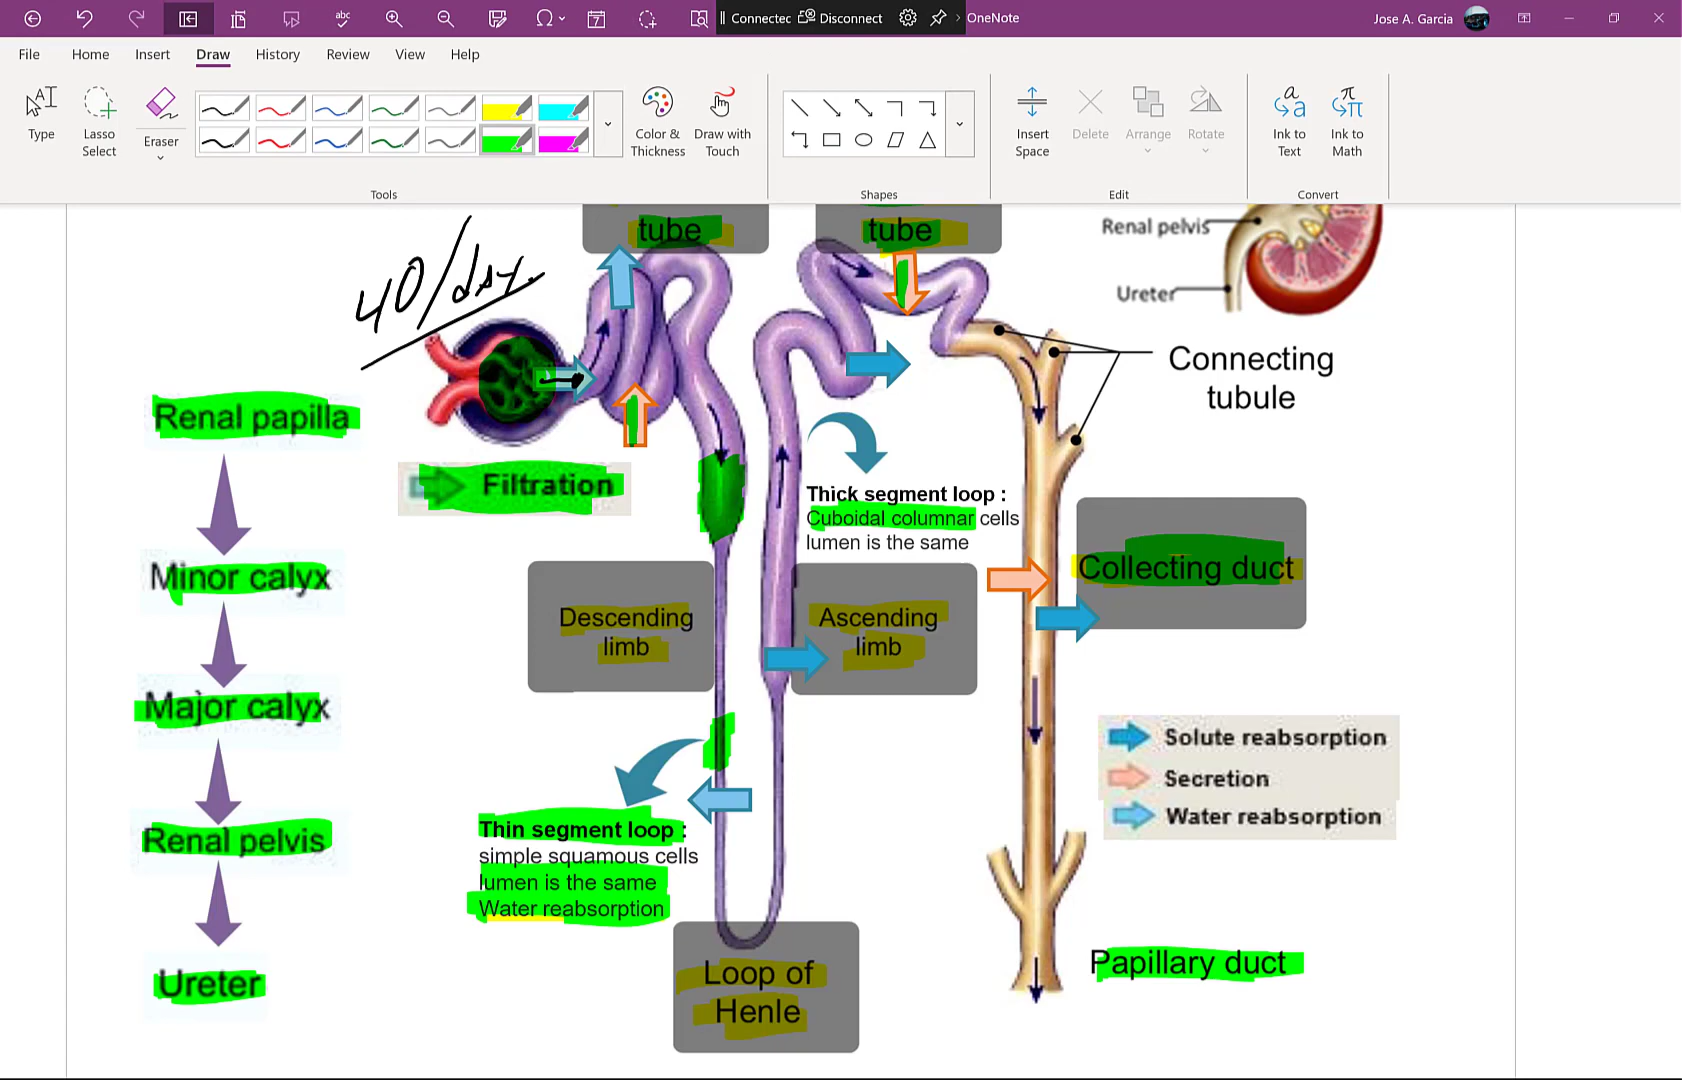 abc
Connectec
Disconnect
OneNote
Jose A. Garcia
File
Home
Insert
Draw
History
Review
View
Help
Type
Lasso
Select
Eraser
Color &
Thickness
Draw with
Touch
Insert
Space
Delete
Arrange
Rotate
Ink to
Text
Ink to
Math
Tools
Shapes
Edit
Convert
tube
tube
Renal pelvis
Ureter
40/day.
Connecting
tubule
Renal papilla
Filtration
Thick segment loop :
Cuboidal columnar cells
lumen is the same
Collecting duct
Minor calyx
Descending
limb
Ascending
limb
Major calyx
Solute reabsorption
Secretion
Water reabsorption
Renal pelvis
Thin segment loop :
simple squamous cells
lumen is the same
Water reabsorption
Papillary duct
Ureter
Loop of
Henle